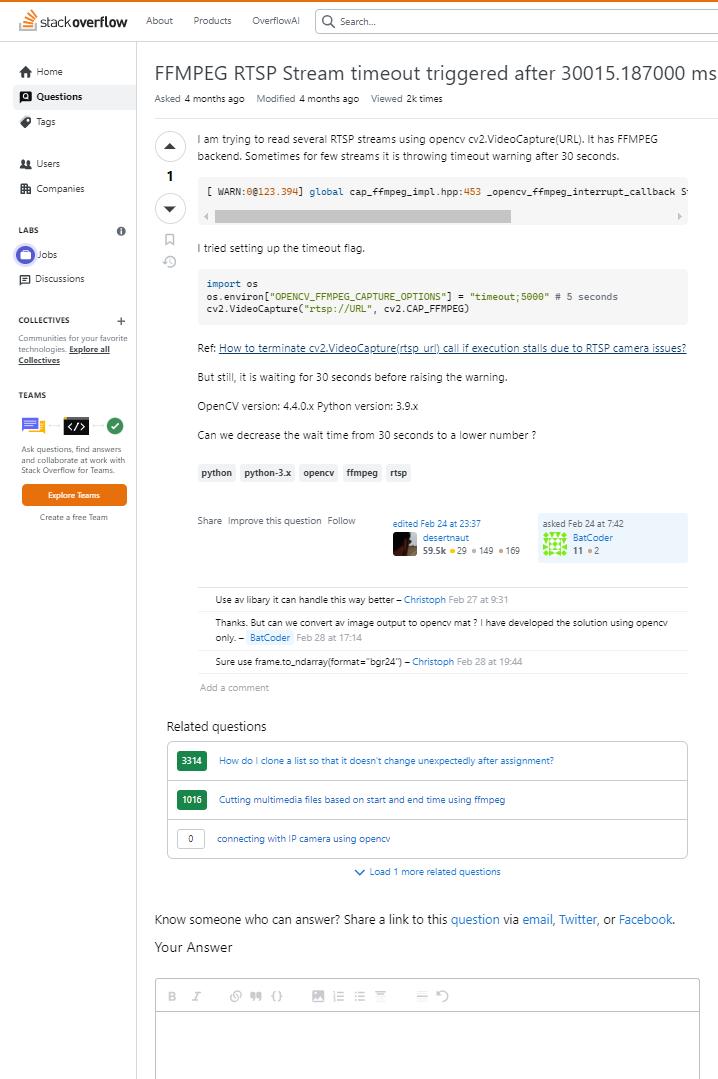 stackoverflow
About
Products
OverflowAI
Search...
Home
Questions
Tags
Users
Companies
LABS
Jobs
Discussions
COLLECTIVES
Communities for your favorite
technologies. Explore all
Collectives
TEAMS
Ask questions, find answers
and collaborate at work with
Stack Overflow for Teams.
Explore Teams
Create a free Team
FFMPEG RTSP Stream timeout triggered after 30015.187000 ms
Asked 4 months ago Modified 4 months ago Viewed 2k times
1
I am trying to read several RTSP streams using opencv cv2.VideoCapture(URL). It has FFMPEG
backend. Sometimes for few streams it is throwing timeout warning after 30 seconds.
[ WARN:0@123.394] global cap_ffmpeg_impl.hpp:453 _opencv_ffmpeg_interrupt_callback
I tried setting up the timeout flag.
import os
os.environ["OPENCV_FFMPEG_CAPTURE_OPTIONS"] = "timeout;5000" # 5 seconds
cv2.VideoCapture("rtsp://URL", cv2.CAP_FFMPEG)
Ref: How to terminate cv2.VideoCapture(rtsp_url) call if execution stalls due to RTSP camera issues?
But still, it is waiting for 30 seconds before raising the warning.
OpenCV version: 4.4.0.x Python version: 3.9.x
Can we decrease the wait time from 30 seconds to a lower number ?
python python-3.x opencv ffmpeg rtsp
Share Improve this question Follow
edited Feb 24 at 23:37
desertnaut
59.5k 29 149 169
asked Feb 24 at 7:42
BatCoder
11 2
Use av libary it can handle this way better – Christoph Feb 27 at 9:31
Thanks. But can we convert av image output to opencv mat ? I have developed the solution using opencv
only. – BatCoder Feb 28 at 17:14
Sure use frame.to_ndarray(format="bgr24") – Christoph Feb 28 at 19:44
Add a comment
Related questions
3314 How do I clone a list so that it doesn't change unexpectedly after assignment?
1016 Cutting multimedia files based on start and end time using ffmpeg
0 connecting with IP camera using opencv
Load 1 more related questions
Know someone who can answer? Share a link to this question via email, Twitter, or Facebook.
Your Answer
B I